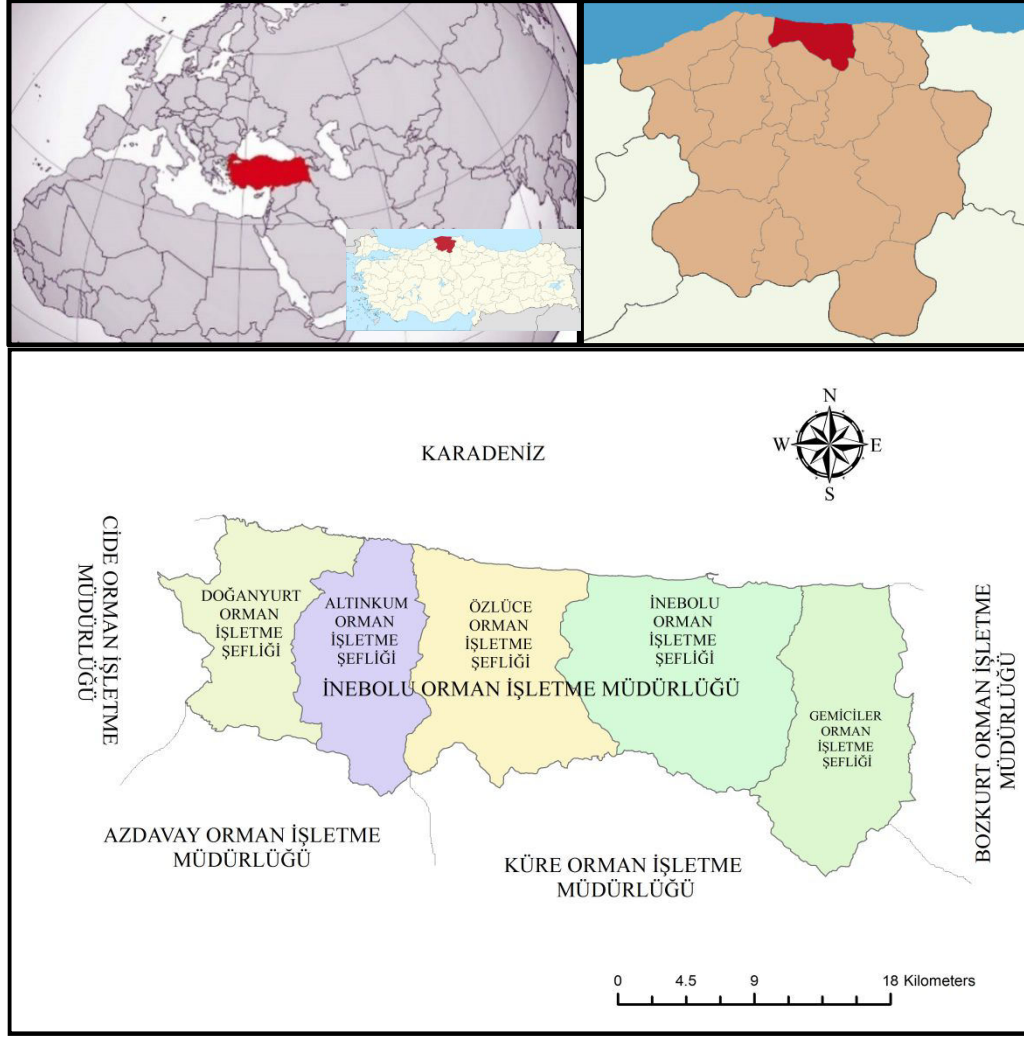 N
W E
S
KARADENİZ
CİDE ORMAN İŞLETME
MÜDÜRLÜĞÜ
DOĞANYURT
ORMAN
İŞLETME
ŞEFLİĞİ
ALTINKUM
ORMAN
İŞLETME
ŞEFLİĞİ
ÖZLÜCE
ORMAN
İŞLETME
ŞEFLİĞİ
İNEBOLU
ORMAN
İŞLETME
ŞEFLİĞİ
İNEBOLU ORMAN İŞLETME MÜDÜRLÜĞÜ
GEMİCİLER
ORMAN
İŞLETME
ŞEFLİĞİ
BOZKURT ORMAN İŞLETME
MÜDÜRLÜĞÜ
AZDAVAY ORMAN İŞLETME
MÜDÜRLÜĞÜ
KÜRE ORMAN İŞLETME
MÜDÜRLÜĞÜ
0 4.5 9 18 Kilometers